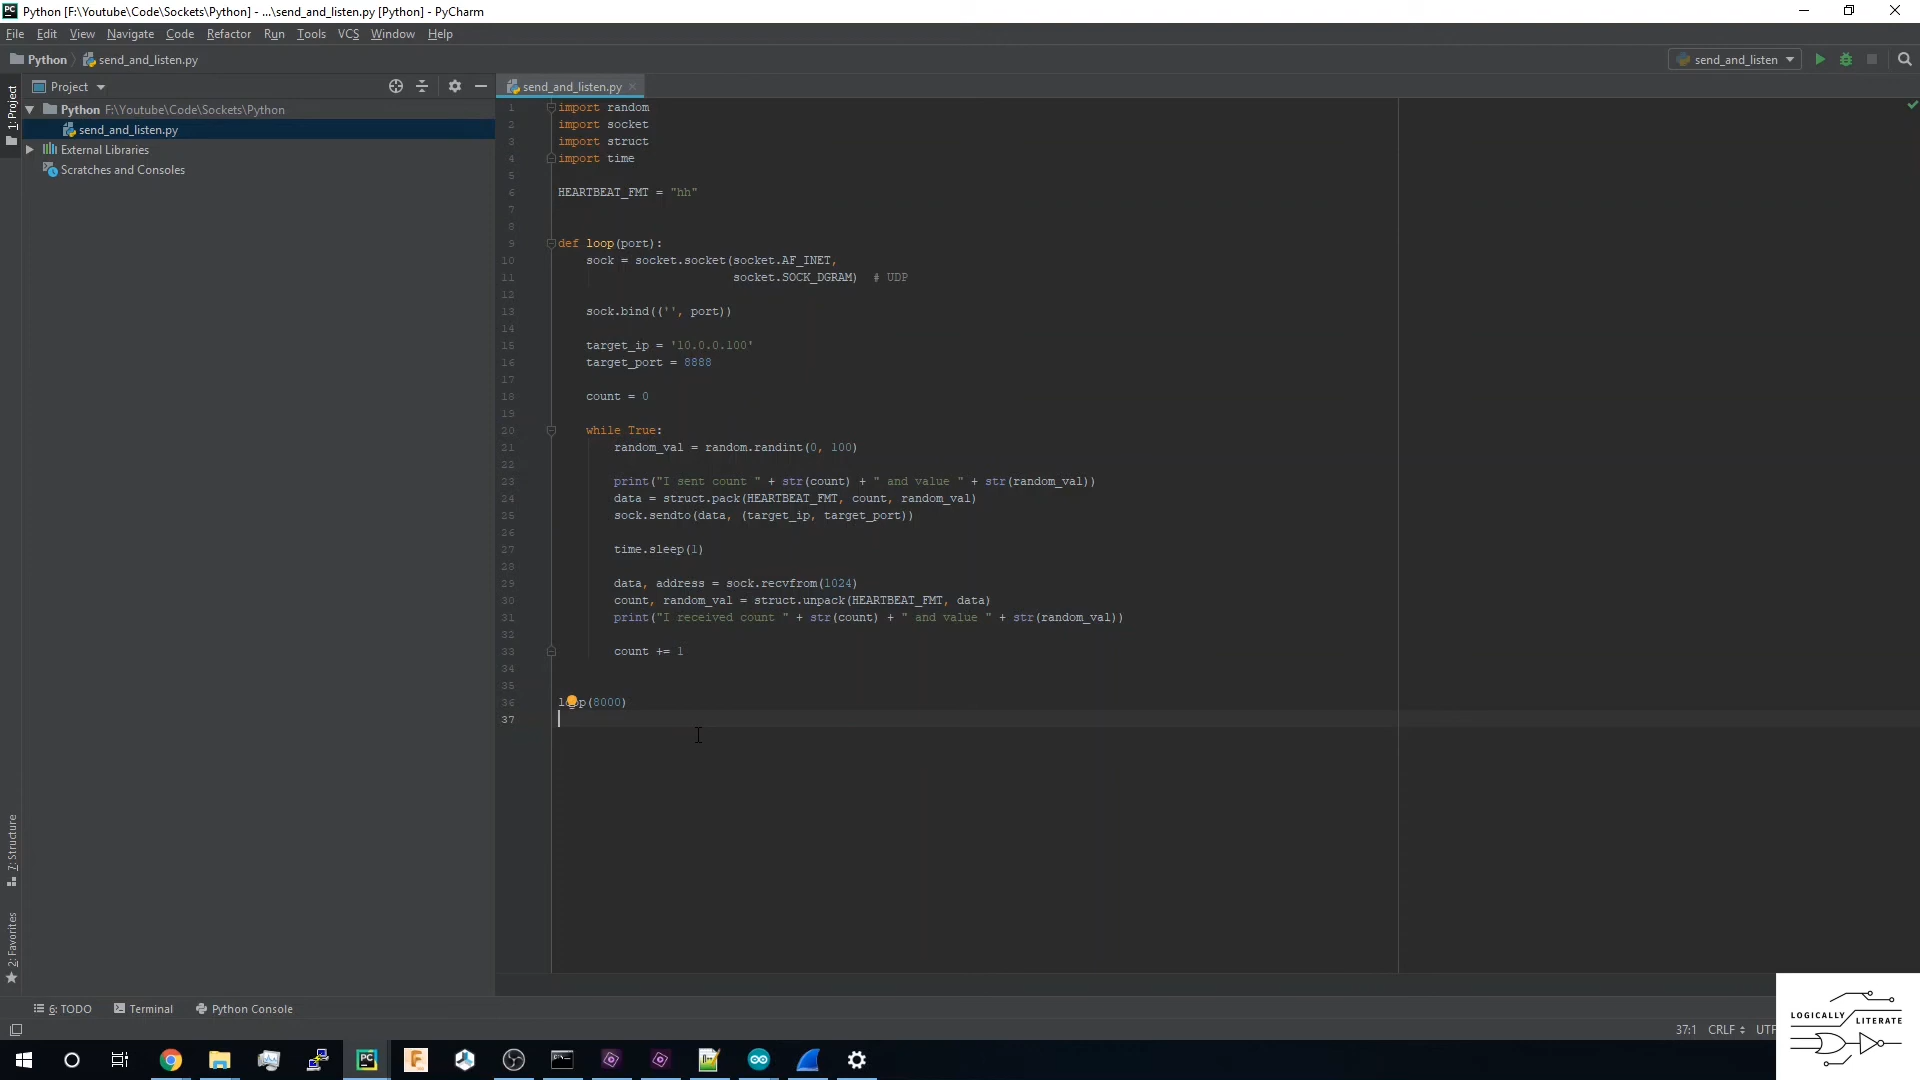 Python [F:\Youtube\Code\Sockets\Python] - ...\send_and_listen.py [Python] - PyCharm
File Edit View Navigate Code Refactor Run Tools VCS Window Help
Python send_and_listen.py send_and_listen
Project send_and_listen.py
1: Project
Python F:\Youtube\Code\Sockets\Python
send_and_listen.py
External Libraries
Scratches and Consoles
1 import random
2 import socket
3 import struct
4 import time
5
6 HEARTBEAT_FMT = "hh"
7
8
9 def loop(port):
10 sock = socket.socket(socket.AF_INET,
11 socket.SOCK_DGRAM) # UDP
12
13 sock.bind(('', port))
14
15 target_ip = '10.0.0.100'
16 target_port = 8888
17
18 count = 0
19
20 while True:
21 random_val = random.randint(0, 100)
22
23 print("I sent count " + str(count) + " and value " + str(random_val))
24 data = struct.pack(HEARTBEAT_FMT, count, random_val)
25 sock.sendto(data, (target_ip, target_port))
26
27 time.sleep(1)
28
29 data, address = sock.recvfrom(1024)
30 count, random_val = struct.unpack(HEARTBEAT_FMT, data)
31 print("I received count " + str(count) + " and value " + str(random_val))
32
33 count += 1
34
35
36 loop(8000)
37
7: Structure
2: Favorites
6: TODO Terminal Python Console
37:1 CRLF UTF
LOGICALLY
LITERATE